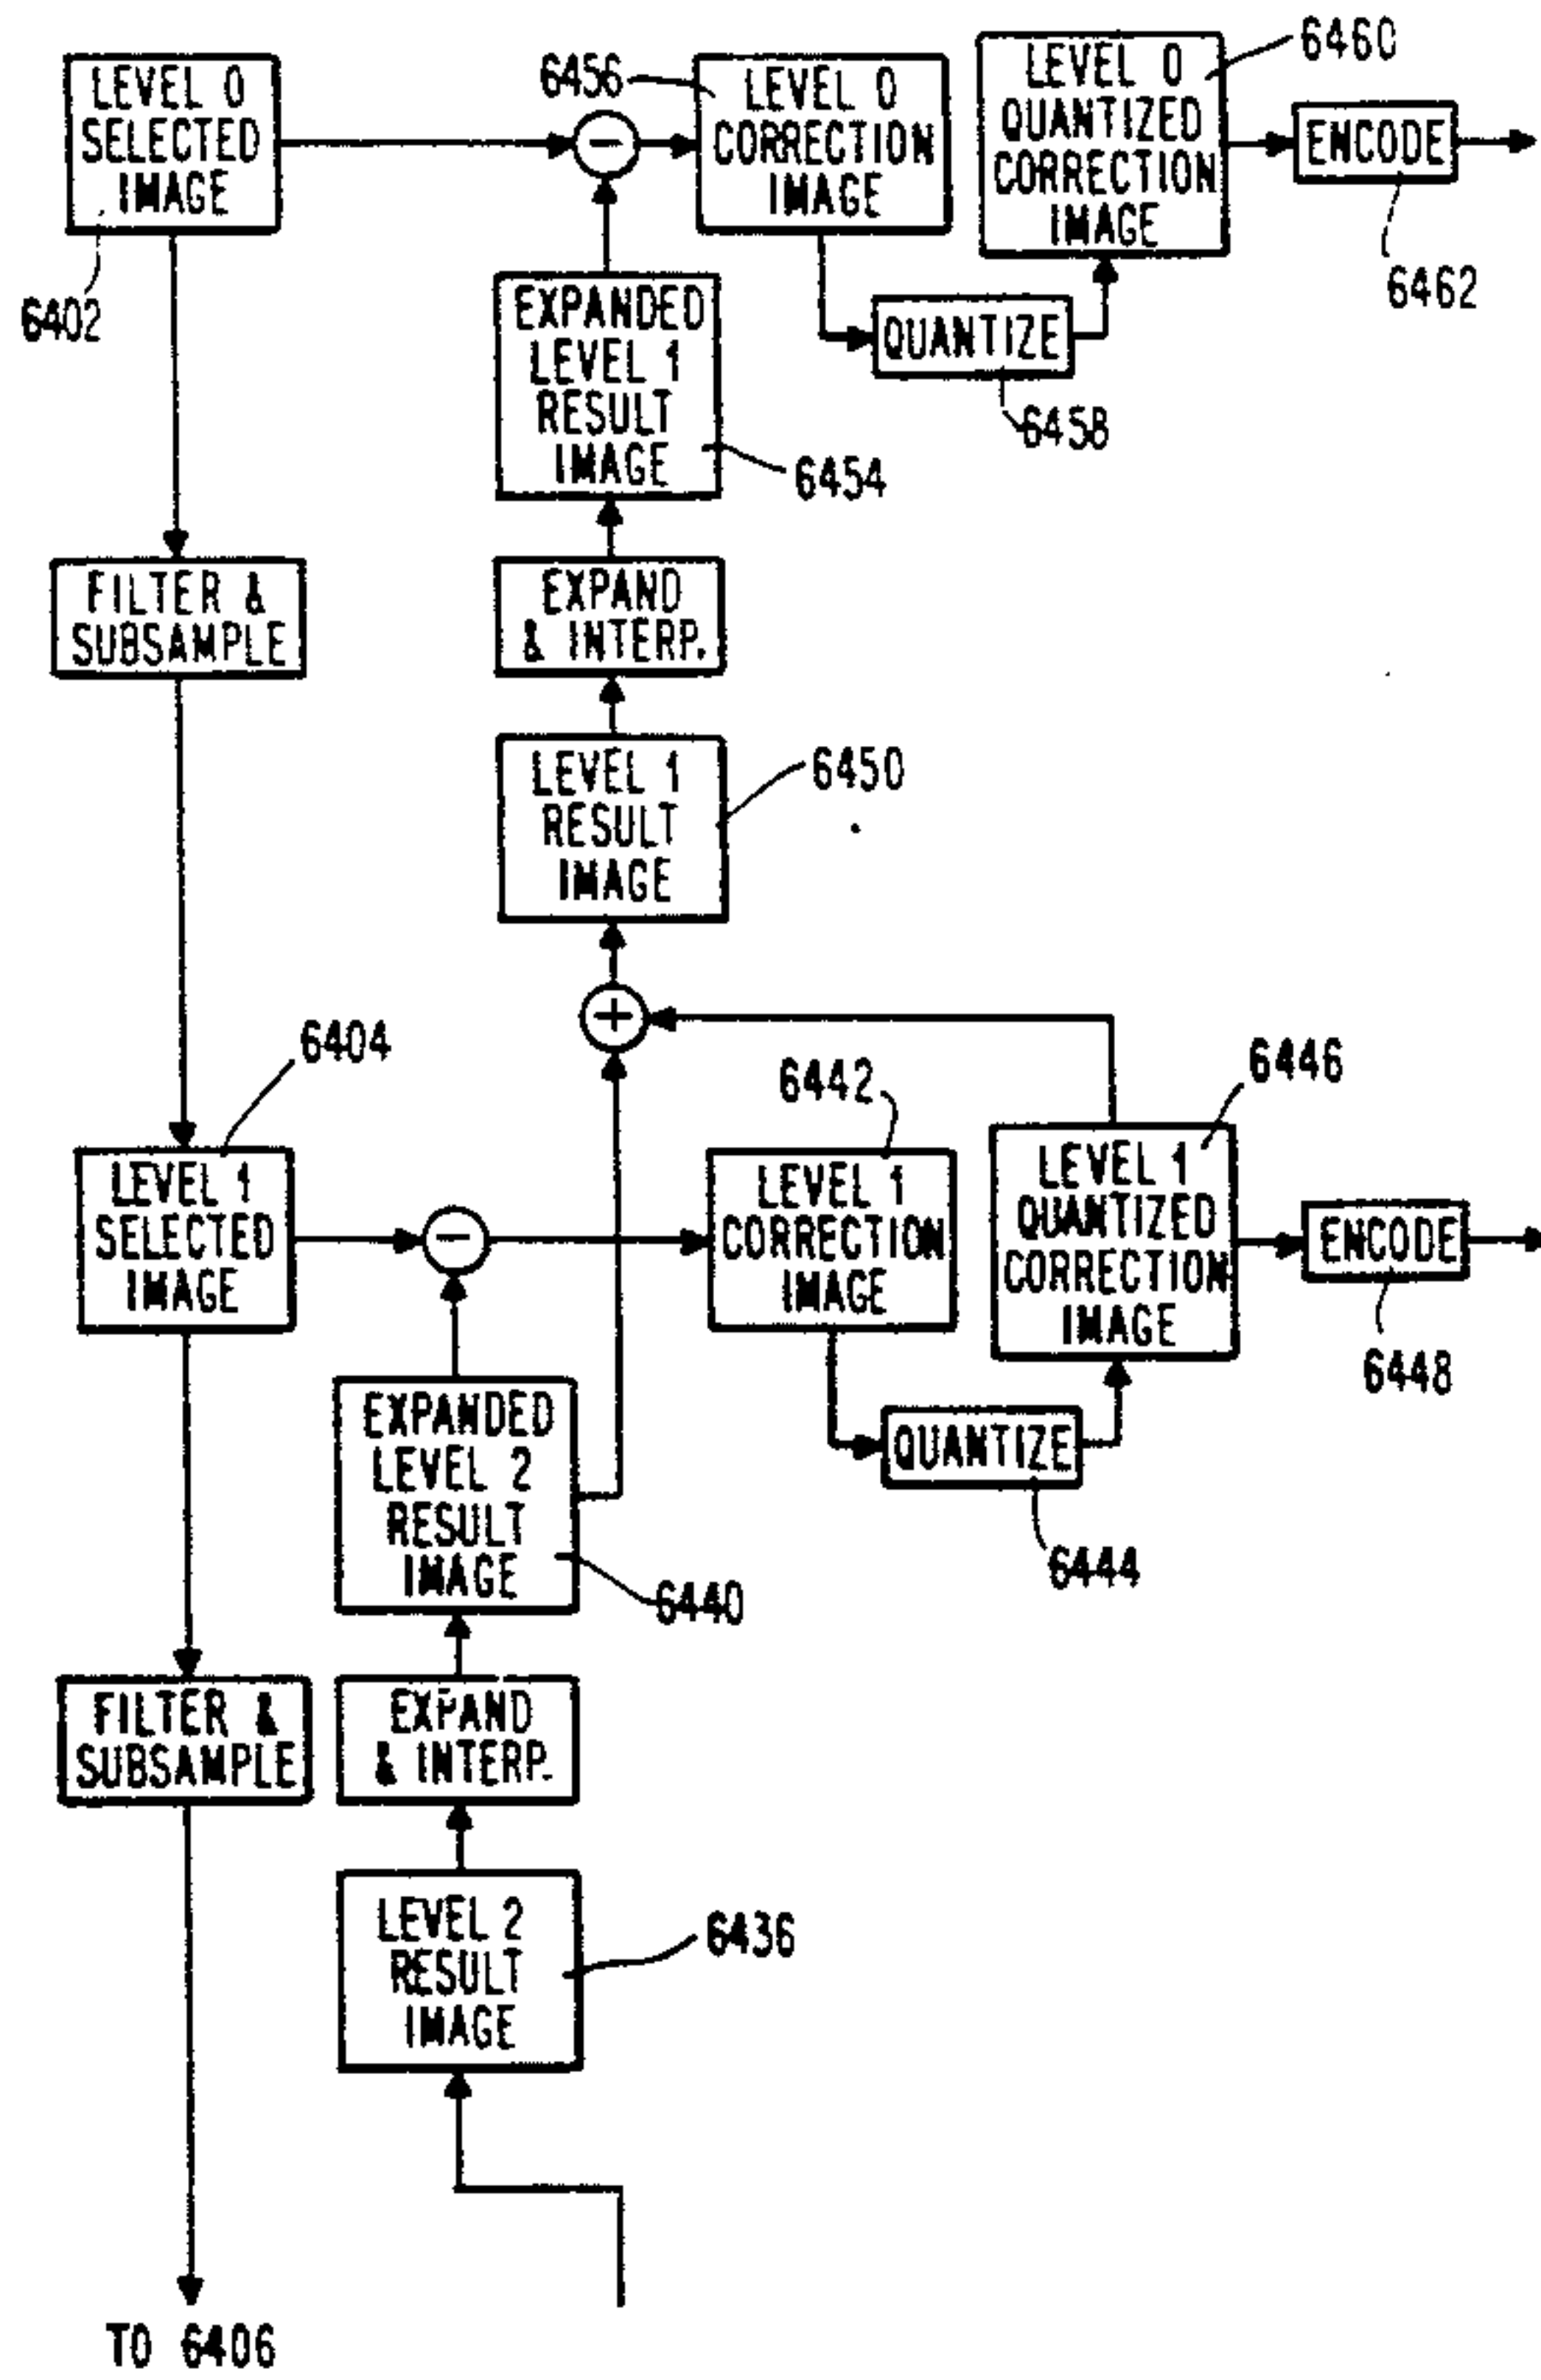 LEVEL 0
SELECTED
IMAGE
6402
6456
LEVEL 0
CORRECTION
IMAGE
LEVEL 0
QUANTIZED
CORRECTION
IMAGE
6460
ENCODE
6462
QUANTIZE
6458
EXPANDED
LEVEL 1
RESULT
IMAGE
6454
FILTER &
SUBSAMPLE
EXPAND
& INTERP.
LEVEL 1
RESULT
IMAGE
6450
6404
LEVEL 1
SELECTED
IMAGE
6442
LEVEL 1
CORRECTION
IMAGE
6446
LEVEL 1
QUANTIZED
CORRECTION
IMAGE
ENCODE
6448
QUANTIZE
6444
EXPANDED
LEVEL 2
RESULT
IMAGE
6440
FILTER &
SUBSAMPLE
EXPAND
& INTERP.
LEVEL 2
RESULT
IMAGE
6436
TO 6406